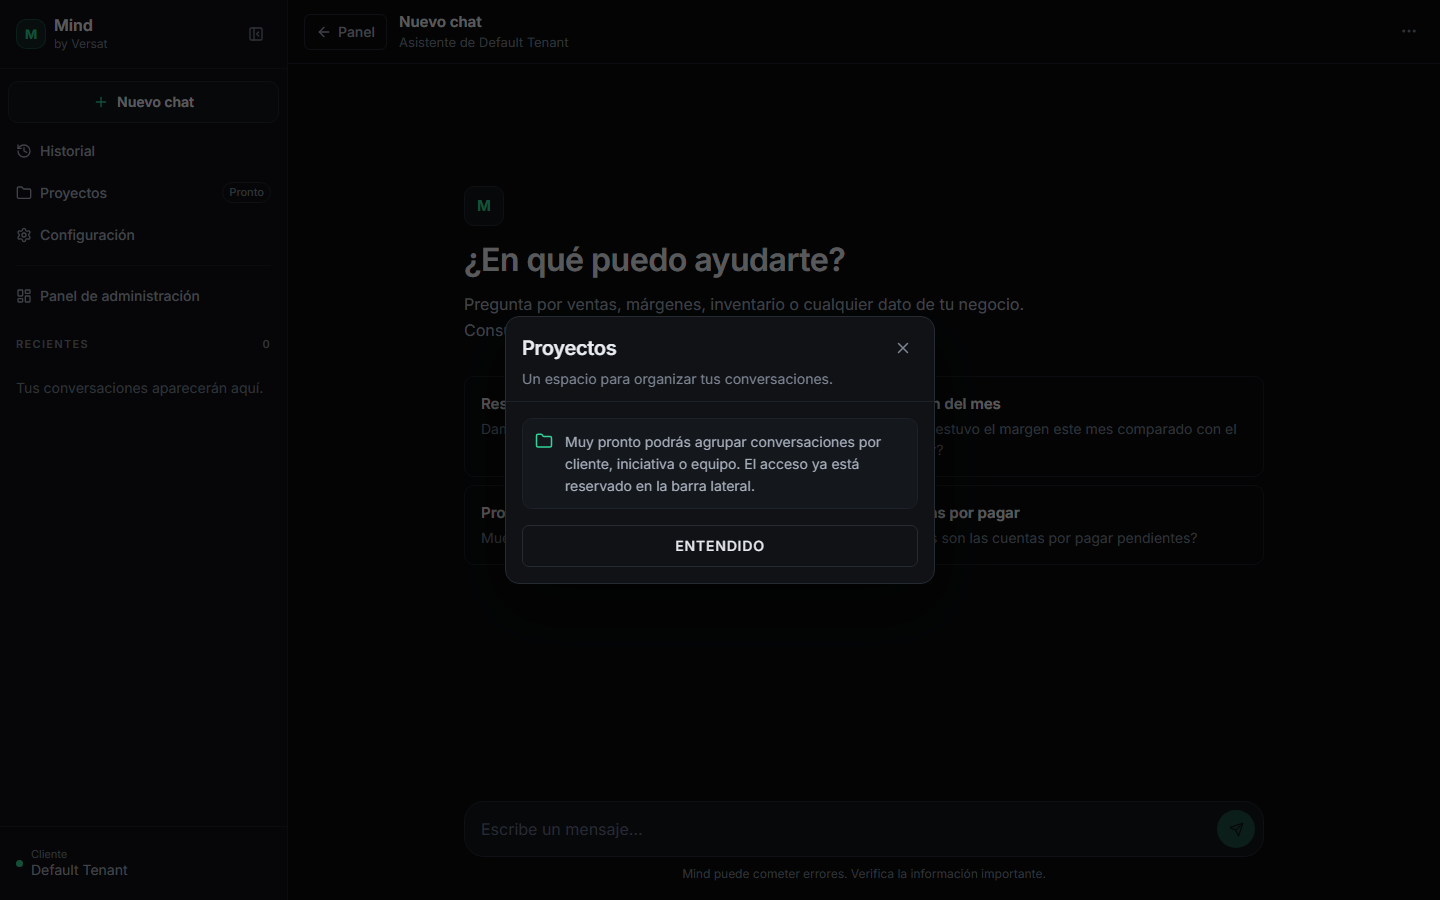 M
Mind
by Versat
Nuevo chat
Historial
Proyectos
Pronto
Configuración
Panel de administración
RECIENTES
0
Tus conversaciones aparecerán aquí.
Cliente
Default Tenant
Panel
Nuevo chat
Asistente de Default Tenant
M
¿En qué puedo ayudarte?
Pregunta por ventas, márgenes, inventario o cualquier dato de tu negocio.
Proyectos
Un espacio para organizar tus conversaciones.
Muy pronto podrás agrupar conversaciones por
cliente, iniciativa o equipo. El acceso ya está
reservado en la barra lateral.
ENTENDIDO
del mes
estuvo el margen este mes comparado con el
por pagar
son las cuentas por pagar pendientes?
Escribe un mensaje...
Mind puede cometer errores. Verifica la información importante.